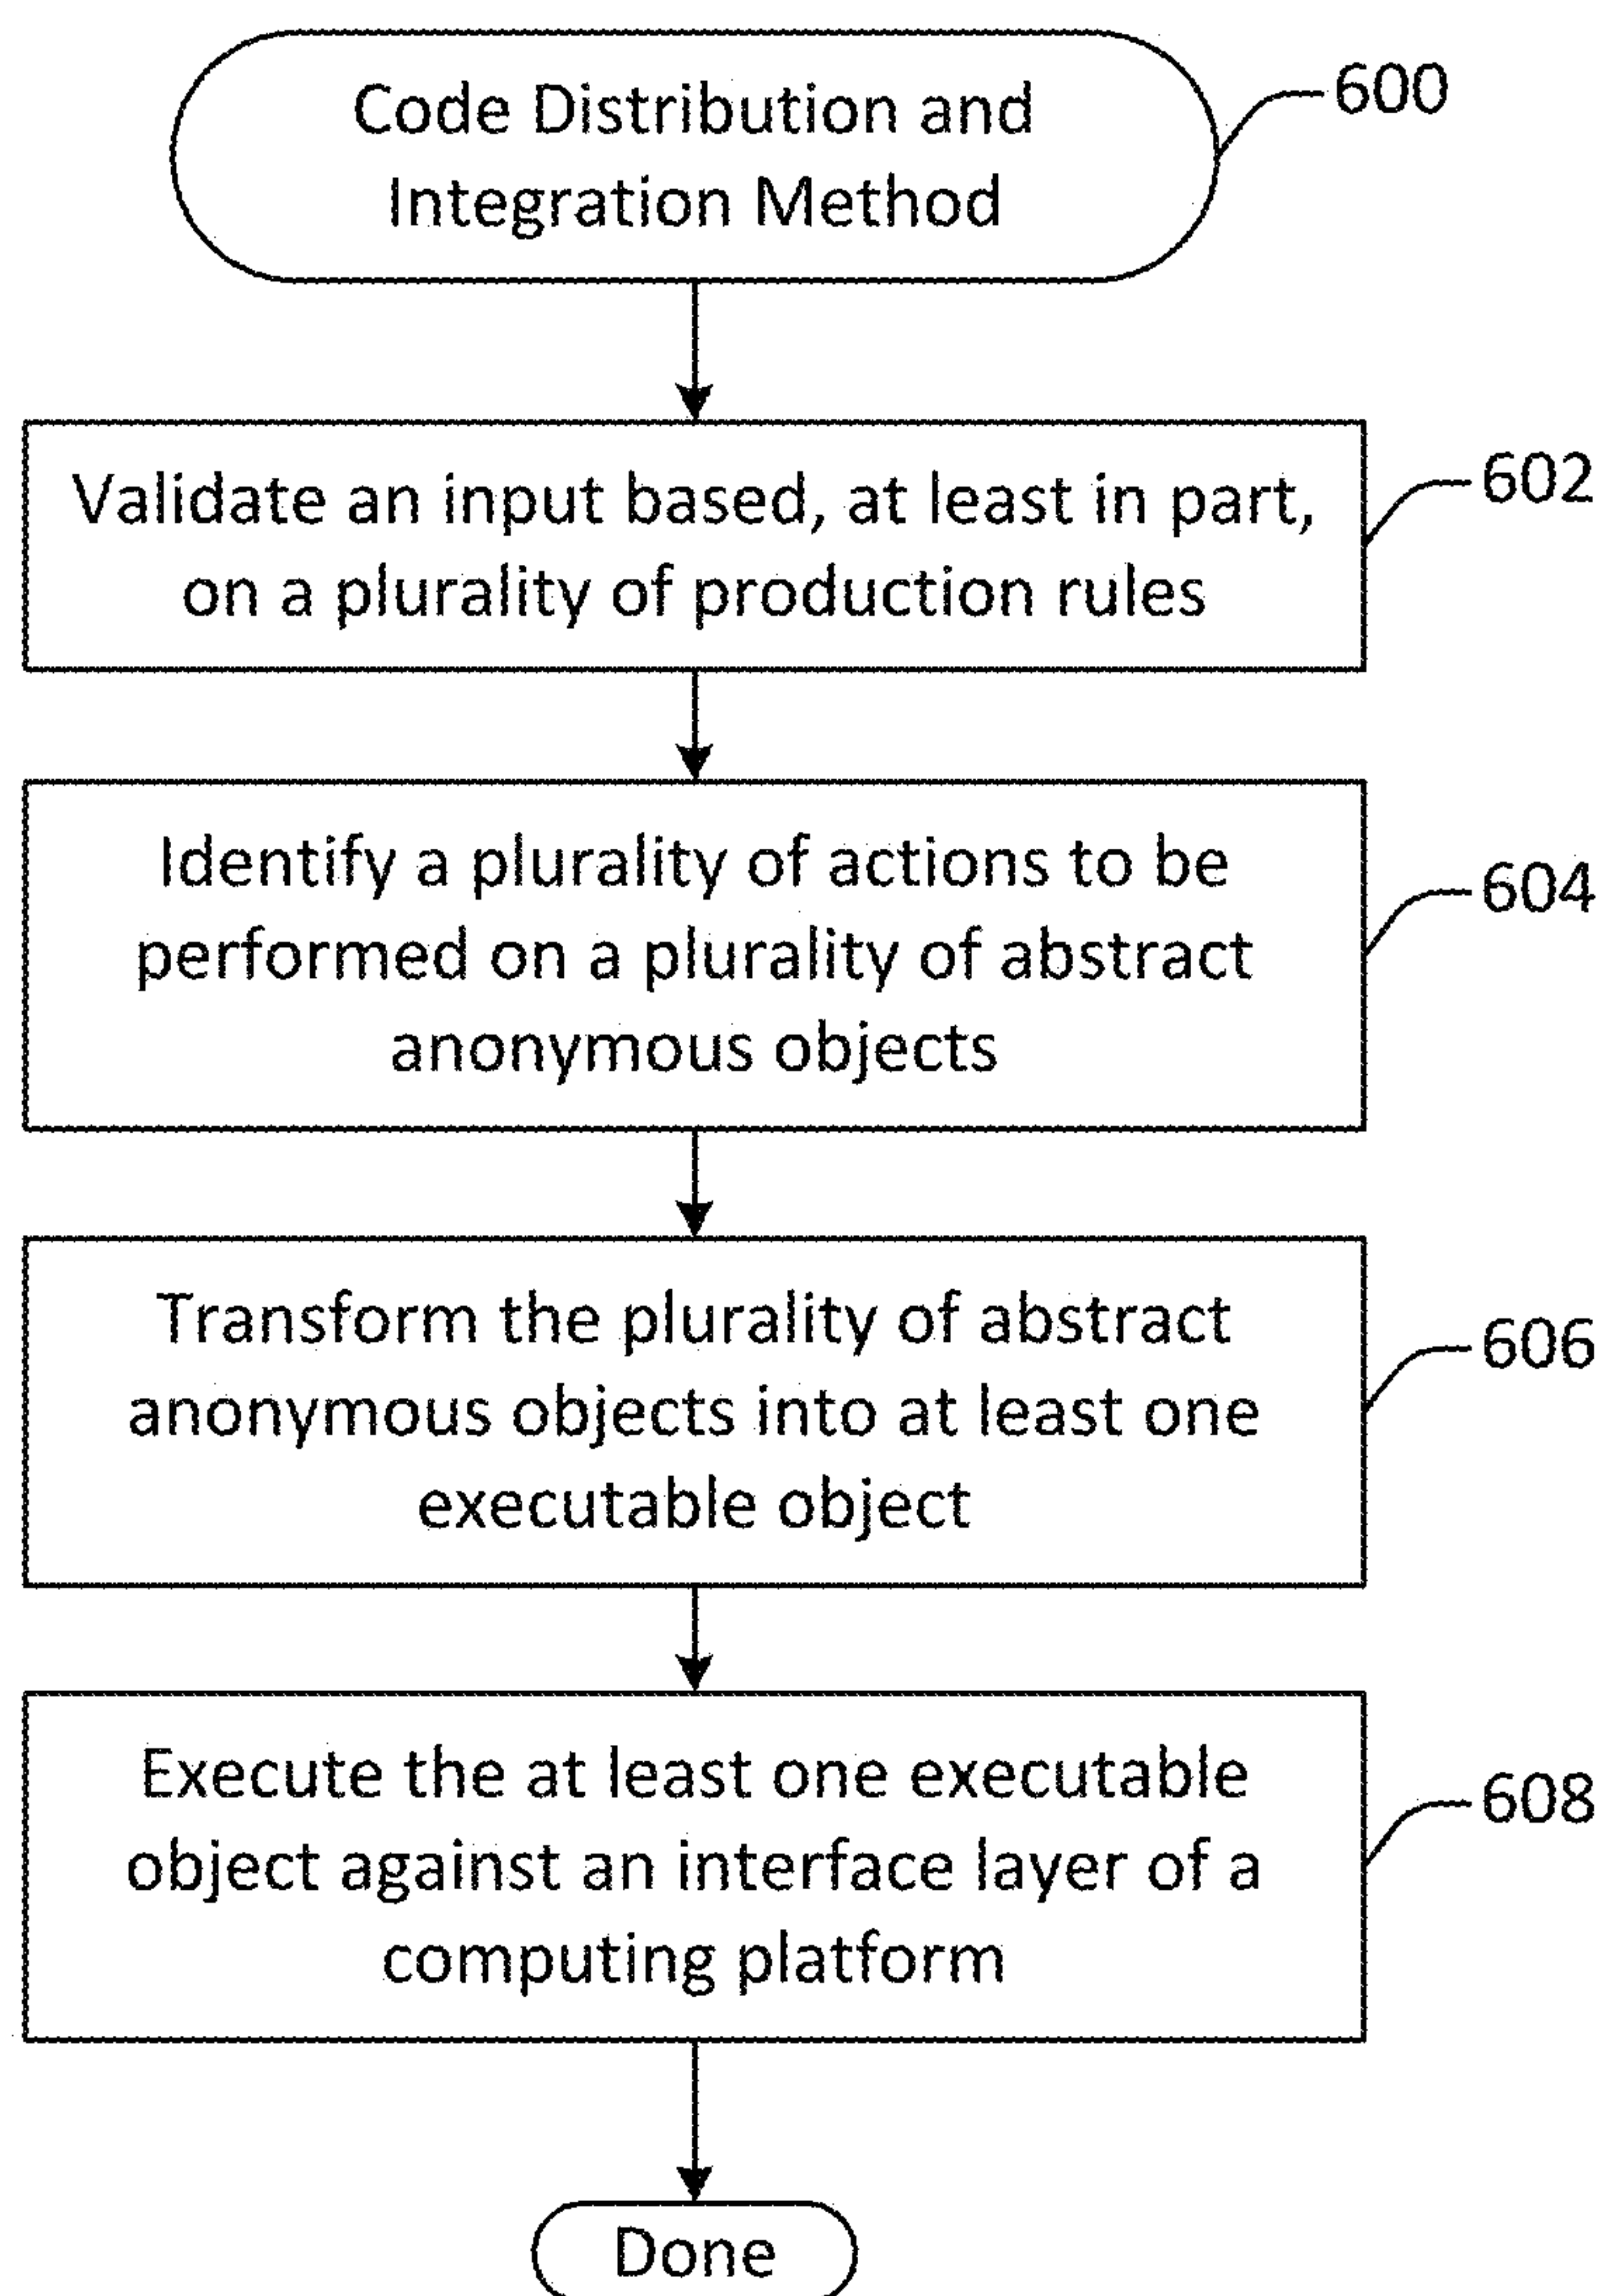 Code Distribution and
Integration Method
600
Validate an input based, at least in part,
on a plurality of production rules
602
Identify a plurality of actions to be
performed on a plurality of abstract
anonymous objects
604
Transform the plurality of abstract
anonymous objects into at least one
executable object
606
Execute the at least one executable
object against an interface layer of a
computing platform
608
Done